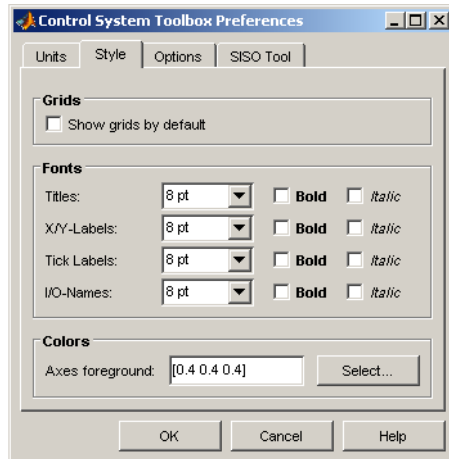 Control System Toolbox Preferences
Units Style Options SISO Tool
Grids
Show grids by default
Fonts
Titles: 8 pt Bold Italic
X/Y-Labels: 8 pt Bold Italic
Tick Labels: 8 pt Bold Italic
I/O-Names: 8 pt Bold Italic
Colors
Axes foreground: [0.4 0.4 0.4] Select...
OK Cancel Help